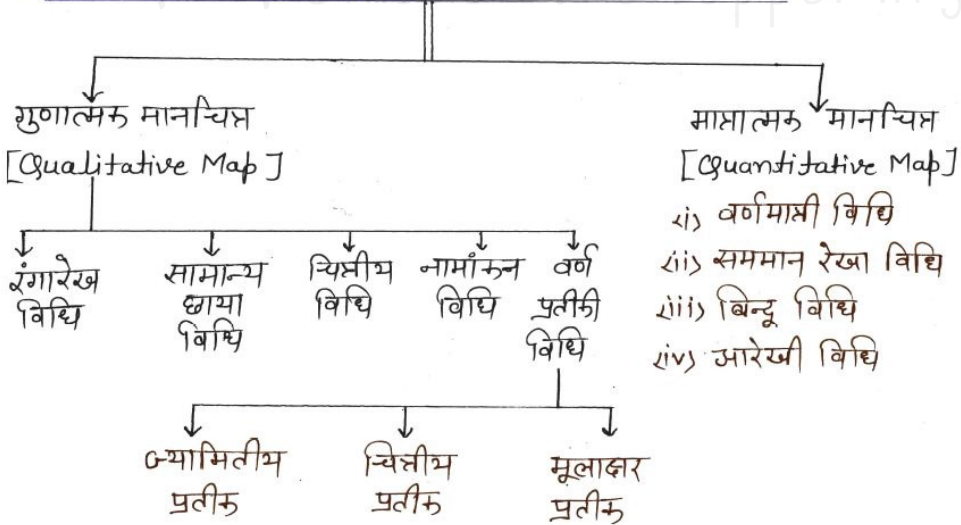 गुणात्मक मानचित्र
[Qualitative Map]
मात्रात्मक मानचित्र
[Quantitative Map]
(i) वर्णमात्री विधि
(ii) सममान रेखा विधि
(iii) बिन्दू विधि
(iv) आरेखी विधि
रंगारेख
विधि
सामान्य
छाया
विधि
चित्रीय
विधि
नामांकन
विधि
वर्ण
प्रतीकी
विधि
ज्यामितीय
प्रतीक
चित्रीय
प्रतीक
मूलाक्षर
प्रतीक